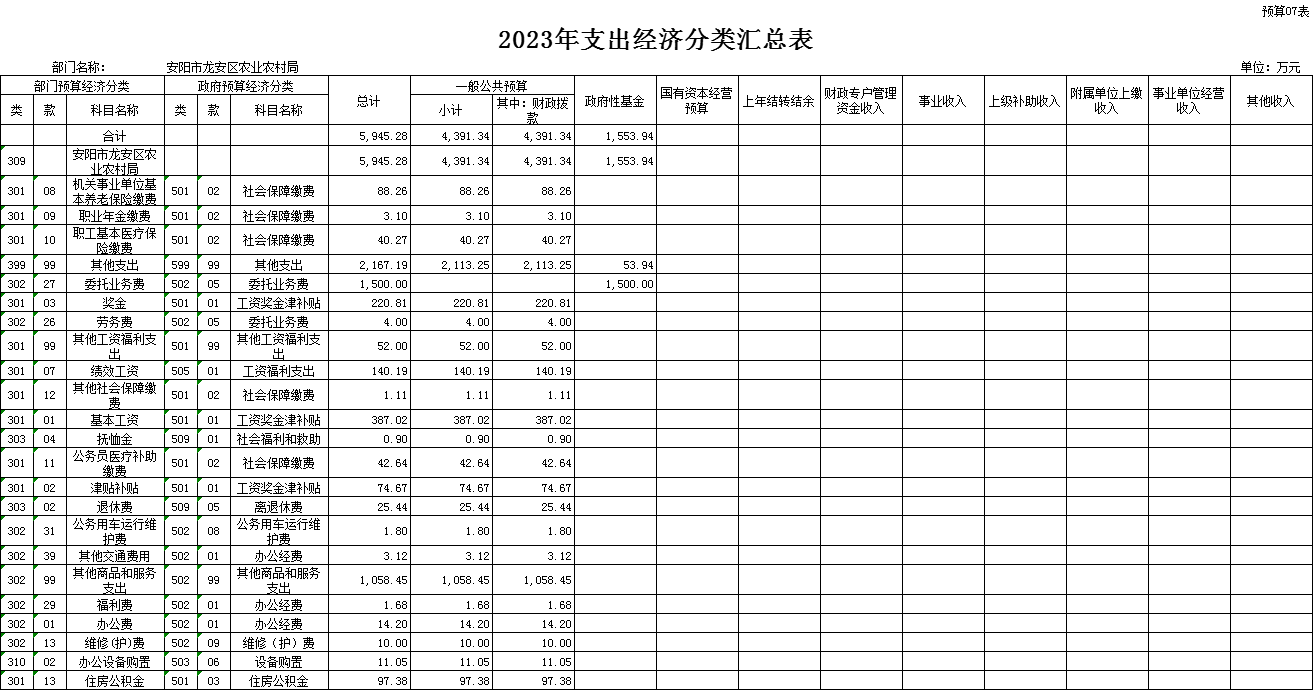 预算07表
2023年支出经济分类汇总表
部门名称： 安阳市龙安区农业农村局 单位：万元
部门预算经济分类 政府预算经济分类 总计 一般公共预算 政府性基金 国有资本经营预算 上年结转结余 财政专户管理资金收入 事业收入 上级补助收入 附属单位上缴收入 事业单位经营收入 其他收入
类 款 科目名称 类 款 科目名称 小计 其中：财政拨款
合计 5,945.28 4,391.34 4,391.34 1,553.94
309 安阳市龙安区农业农村局 5,945.28 4,391.34 4,391.34 1,553.94
301 08 机关事业单位基本养老保险缴费 501 02 社会保障缴费 88.26 88.26 88.26
301 09 职业年金缴费 501 02 社会保障缴费 3.10 3.10 3.10
301 10 职工基本医疗保险缴费 501 02 社会保障缴费 40.27 40.27 40.27
399 99 其他支出 599 99 其他支出 2,167.19 2,113.25 2,113.25 53.94
302 27 委托业务费 502 05 委托业务费 1,500.00 1,500.00
301 03 奖金 501 01 工资奖金津补贴 220.81 220.81 220.81
302 26 劳务费 502 05 委托业务费 4.00 4.00 4.00
301 99 其他工资福利支出 501 99 其他工资福利支出 52.00 52.00 52.00
301 07 绩效工资 505 01 工资福利支出 140.19 140.19 140.19
301 12 其他社会保障缴费 501 02 社会保障缴费 1.11 1.11 1.11
301 01 基本工资 501 01 工资奖金津补贴 387.02 387.02 387.02
303 04 抚恤金 509 01 社会福利和救助 0.90 0.90 0.90
301 11 公务员医疗补助缴费 501 02 社会保障缴费 42.64 42.64 42.64
301 02 津贴补贴 501 01 工资奖金津补贴 74.67 74.67 74.67
303 02 退休费 509 05 离退休费 25.44 25.44 25.44
302 31 公务用车运行维护费 502 08 公务用车运行维护费 1.80 1.80 1.80
302 39 其他交通费用 502 01 办公经费 3.12 3.12 3.12
302 99 其他商品和服务支出 502 99 其他商品和服务支出 1,058.45 1,058.45 1,058.45
302 29 福利费 502 01 办公经费 1.68 1.68 1.68
302 01 办公费 502 01 办公经费 14.20 14.20 14.20
302 13 维修(护)费 502 09 维修（护）费 10.00 10.00 10.00
310 02 办公设备购置 503 06 设备购置 11.05 11.05 11.05
301 13 住房公积金 501 03 住房公积金 97.38 97.38 97.38